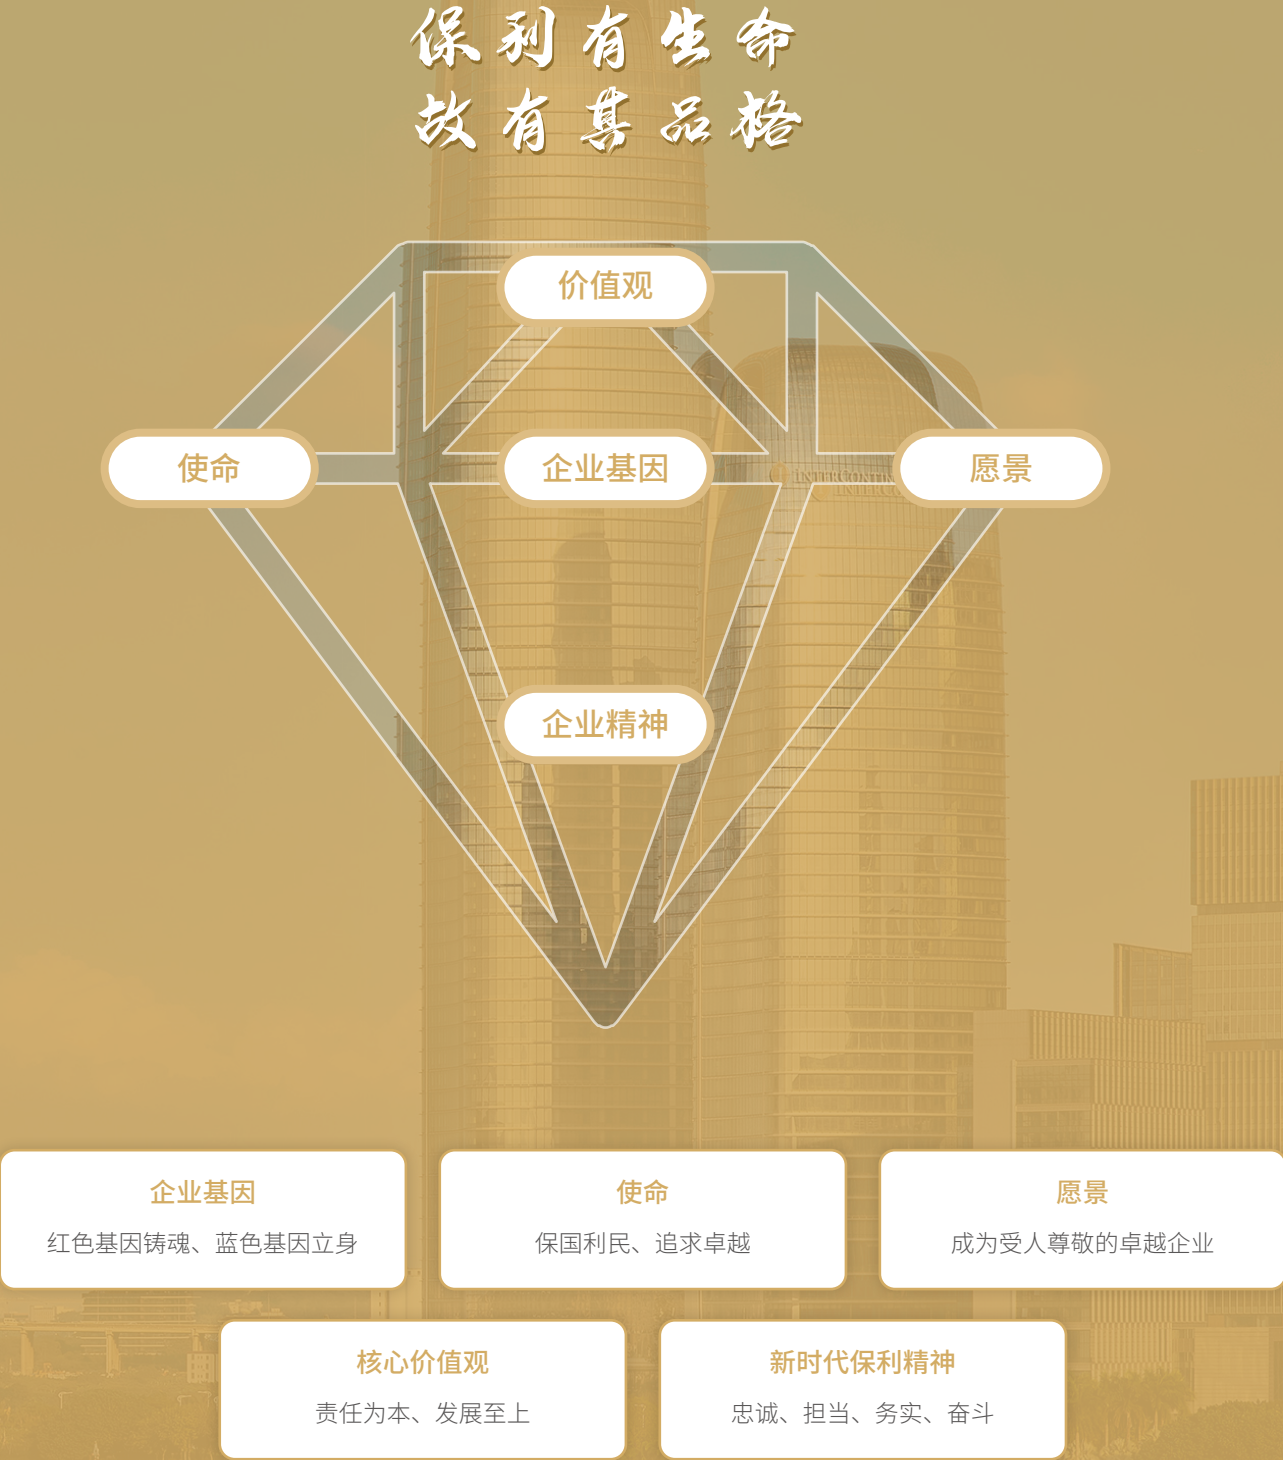 保利有生命
故有其品格
价值观
使命
企业基因
愿景
企业精神
企业基因
红色基因铸魂、蓝色基因立身
使命
保国利民、追求卓越
愿景
成为受人尊敬的卓越企业
核心价值观
责任为本、发展至上
新时代保利精神
忠诚、担当、务实、奋斗